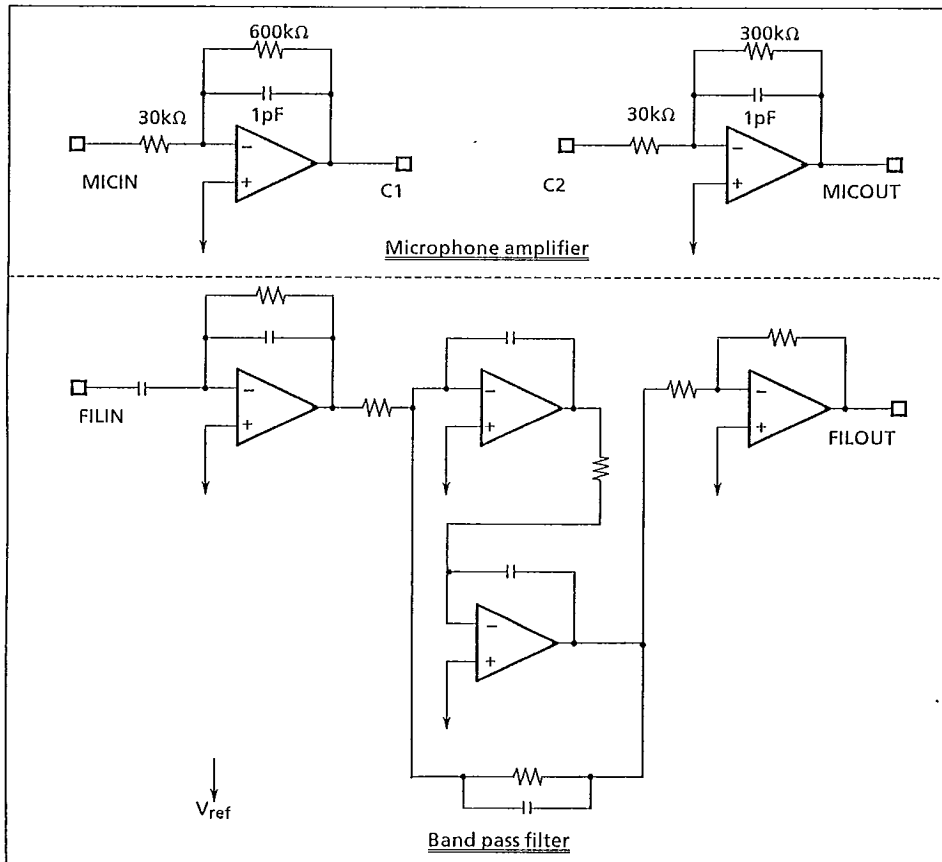 600kΩ
300kΩ
30kΩ
1pF
30kΩ
1pF
−
−
MICIN
+
C1
C2
+
MICOUT
Microphone amplifier
−
−
−
FILIN
+
+
+
FILOUT
−
+
Vref
Band pass filter